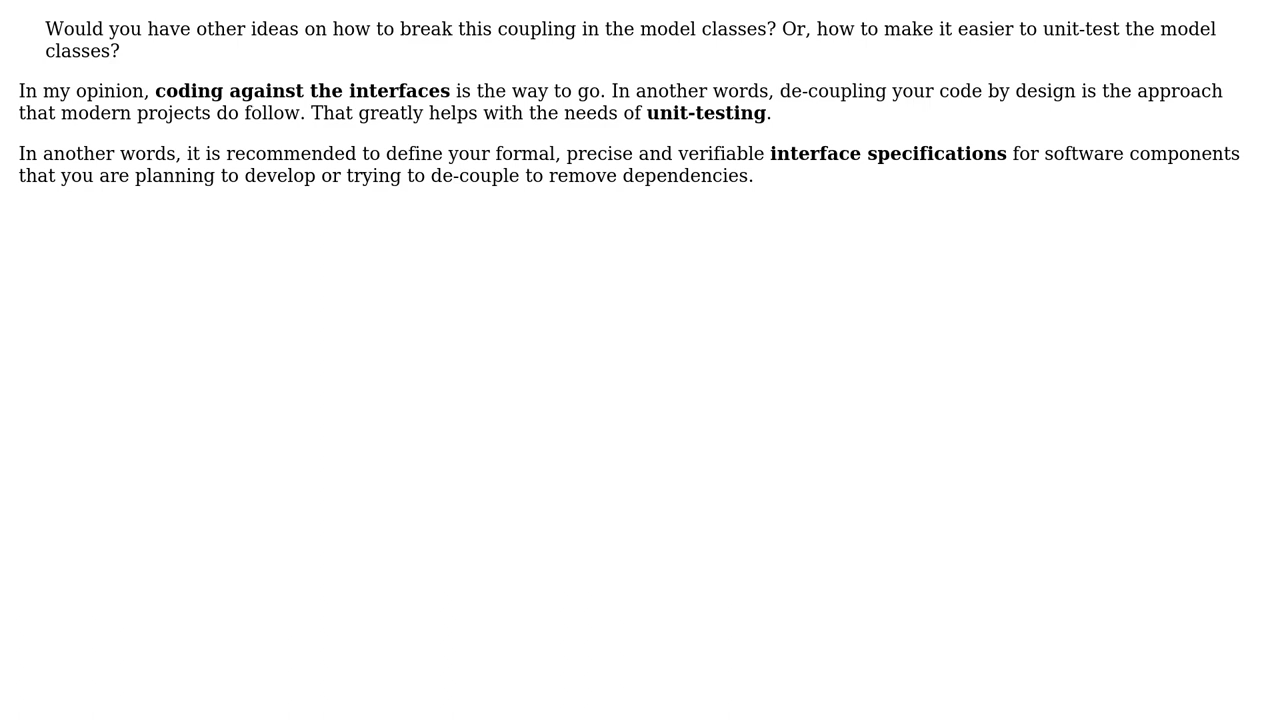 Would you have other ideas on how to break this coupling in the model classes? Or, how to make it easier to unit-test the model
classes?
In my opinion, coding against the interfaces is the way to go. In another words, de-coupling your code by design is the approach
that modern projects do follow. That greatly helps with the needs of unit-testing.
In another words, it is recommended to define your formal, precise and verifiable interface specifications for software components
that you are planning to develop or trying to de-couple to remove dependencies.